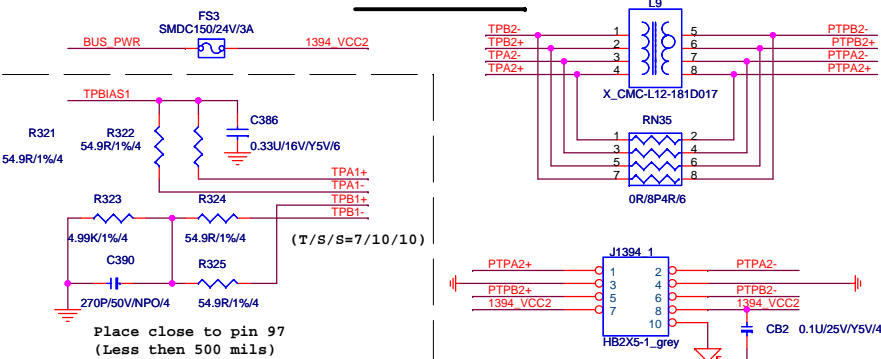 FS3
SMDC150/24V/3A
BUS_PWR
1394_VCC2
TPBIAS1
C386
0.33U/16V/Y5V/6
R321
54.9R/1%/4
R322
54.9R/1%/4
TPA1+
TPA1-
TPB1+
TPB1-
R323
4.99K/1%/4
R324
54.9R/1%/4
(T/S/S=7/10/10)
C390
270P/50V/NPO/4
R325
54.9R/1%/4
Place close to pin 97
(Less then 500 mils)
L9
TPB2-
TPB2+
TPA2-
TPA2+
1
2
3
4
5
6
7
8
PTPB2-
PTPB2+
PTPA2-
PTPA2+
X_CMC-L12-181D017
RN35
1
3
5
7
2
4
6
8
0R/8P4R/6
J1394_1
PTPA2+
PTPB2+
1394_VCC2
1
3
5
7
2
4
6
8
10
PTPA2-
PTPB2-
1394_VCC2
HB2X5-1_grey
CB2 0.1U/25V/Y5V/4